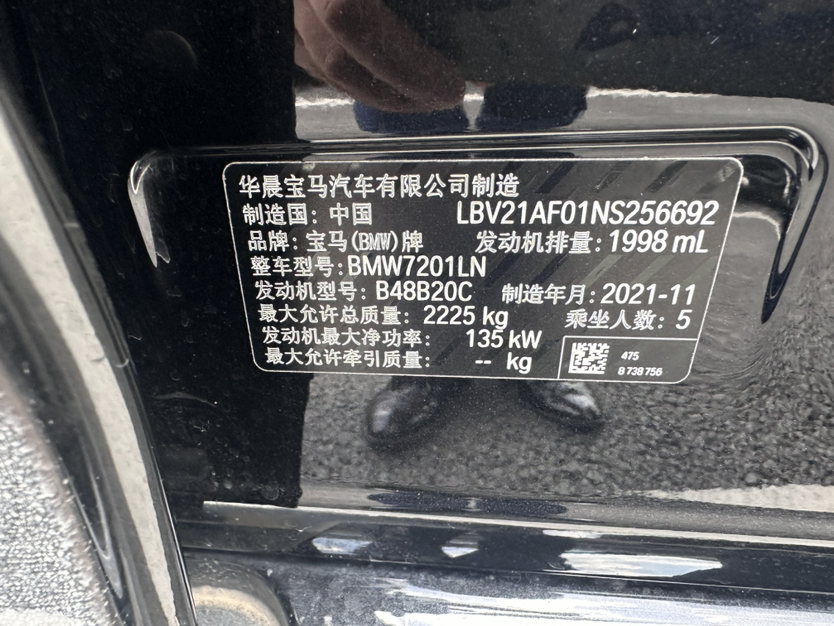 华晨宝马汽车有限公司制造
制造国: 中国 LBV21AF01NS256692
品牌: 宝马(BMW)牌 发动机排量: 1998 mL
整车型号: BMW7201LN
发动机型号: B48B20C 制造年月: 2021-11
最大允许总质量: 2225 kg 乘坐人数: 5
发动机最大净功率: 135 kW
最大允许牵引质量: -- kg
475
8 738 756